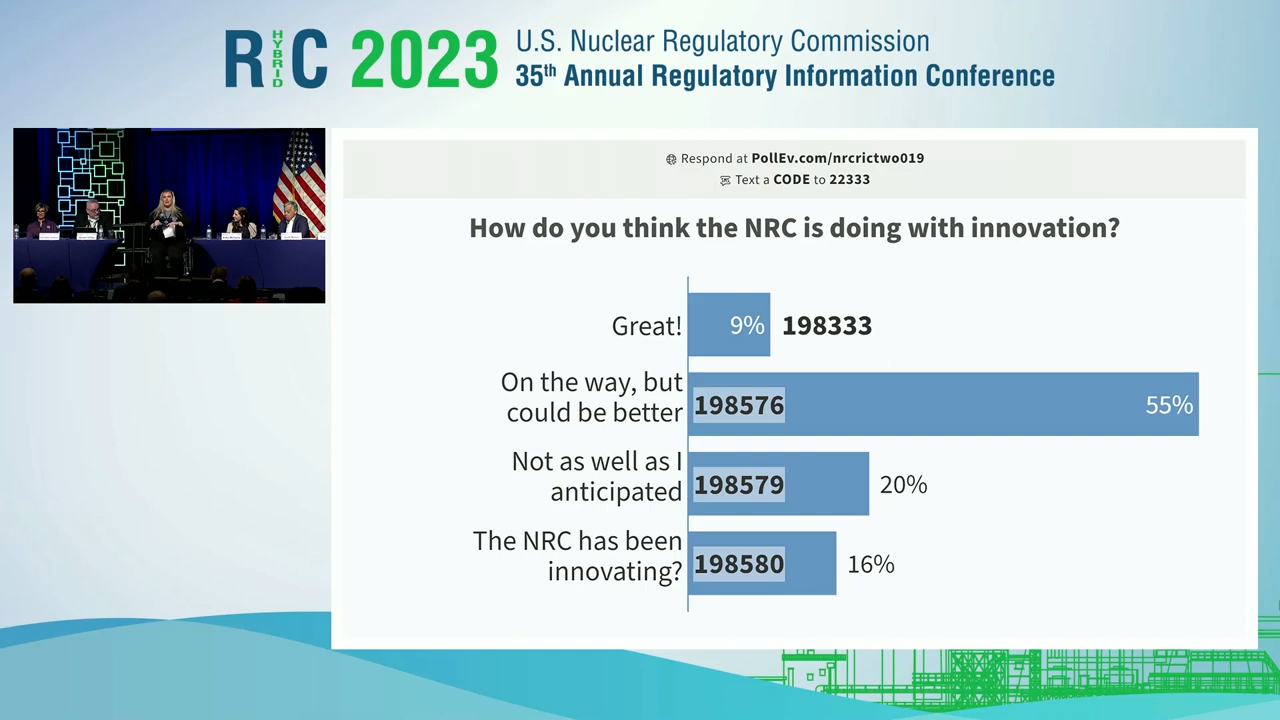 RIC 2023
HYBRID
U.S. Nuclear Regulatory Commission
35th Annual Regulatory Information Conference
Respond at PollEv.com/nrcrictwo019
Text a CODE to 22333
How do you think the NRC is doing with innovation?
Great! 9% 198333
On the way, but
could be better 198576 55%
Not as well as I
anticipated 198579 20%
The NRC has been
innovating? 198580 16%